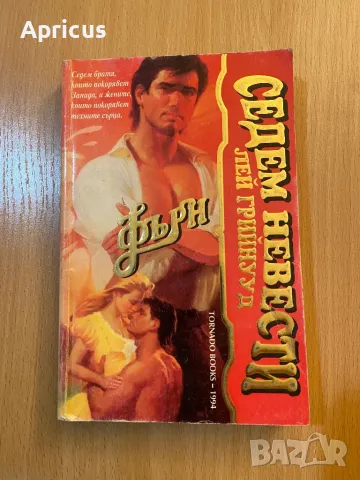 Apricus
Седем братя,
които покоряват
Запада, и жените,
които покоряват
техните сърца.
СЕДЕМ НЕВЕСТИ
ЛЕЙ ГРИЙНУУД
фърн
TORNADO BOOKS – 1994
BAZAR
bg